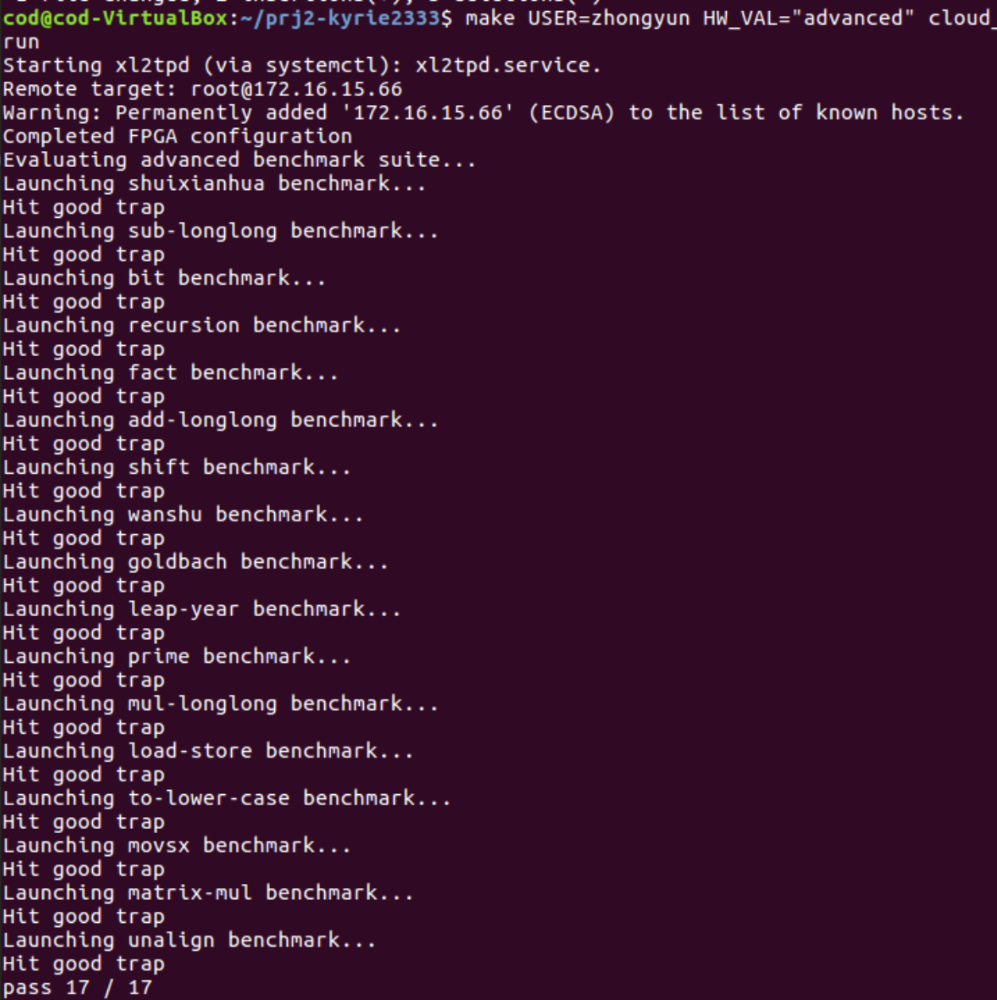 cod@cod-VirtualBox:~/prj2-kyrie2333$ make USER=zhongyun HW_VAL="advanced" cloud_
run
Starting xl2tpd (via systemctl): xl2tpd.service.
Remote target: root@172.16.15.66
Warning: Permanently added '172.16.15.66' (ECDSA) to the list of known hosts.
Completed FPGA configuration
Evaluating advanced benchmark suite...
Launching shuixianhua benchmark...
Hit good trap
Launching sub-longlong benchmark...
Hit good trap
Launching bit benchmark...
Hit good trap
Launching recursion benchmark...
Hit good trap
Launching fact benchmark...
Hit good trap
Launching add-longlong benchmark...
Hit good trap
Launching shift benchmark...
Hit good trap
Launching wanshu benchmark...
Hit good trap
Launching goldbach benchmark...
Hit good trap
Launching leap-year benchmark...
Hit good trap
Launching prime benchmark...
Hit good trap
Launching mul-longlong benchmark...
Hit good trap
Launching load-store benchmark...
Hit good trap
Launching to-lower-case benchmark...
Hit good trap
Launching movsx benchmark...
Hit good trap
Launching matrix-mul benchmark...
Hit good trap
Launching unalign benchmark...
Hit good trap
pass 17 / 17